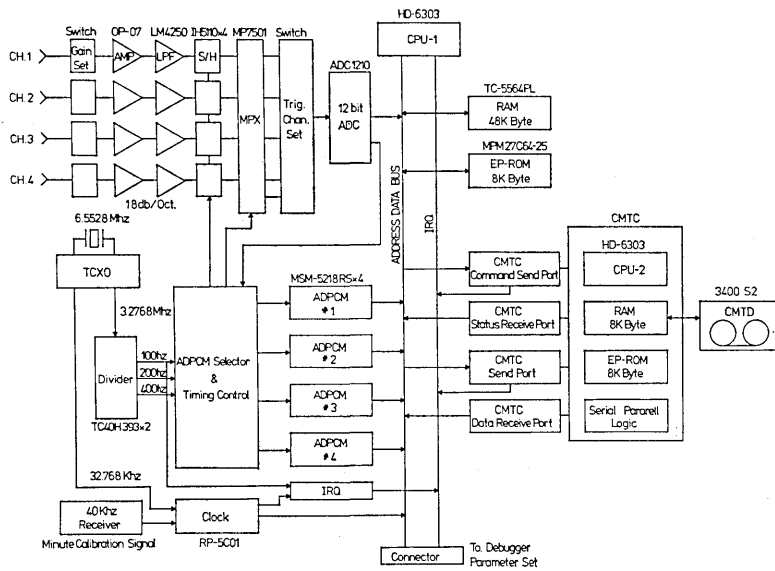 HD-6303
CPU-1
Switch
OP-07
LM4250
IH5110×4
MP7501
Switch
CH.1
Gain
Set
AMP
LPF
S/H
CH.2
CH.3
CH.4
MPX
Trig.
Chan.
Set
ADC1210
12 bit
ADC
18db/Oct.
TC-5564PL
RAM
48K Byte
MPM27C64-25
EP-ROM
8K Byte
ADDRESS DATA BUS
IRQ
6.5528 Mhz
TCXO
3.2768Mhz
Divider
100hz
200hz
400hz
TC40H393×2
ADPCM Selector
&
Timing Control
MSM-5218RS×4
ADPCM
#1
ADPCM
#2
ADPCM
#3
ADPCM
#4
CMTC
Command Send Port
CMTC
Status Receive Port
CMTC
Send Port
CMTC
Data Receive Port
CMTC
HD-6303
CPU-2
RAM
8K Byte
EP-ROM
8K Byte
Serial Pararell
Logic
3400 S2
CMTD
32.768 Khz
40Khz
Receiver
Minute Calibration Signal
Clock
RP-5C01
IRQ
Connector
To. Debugger
Parameter Set